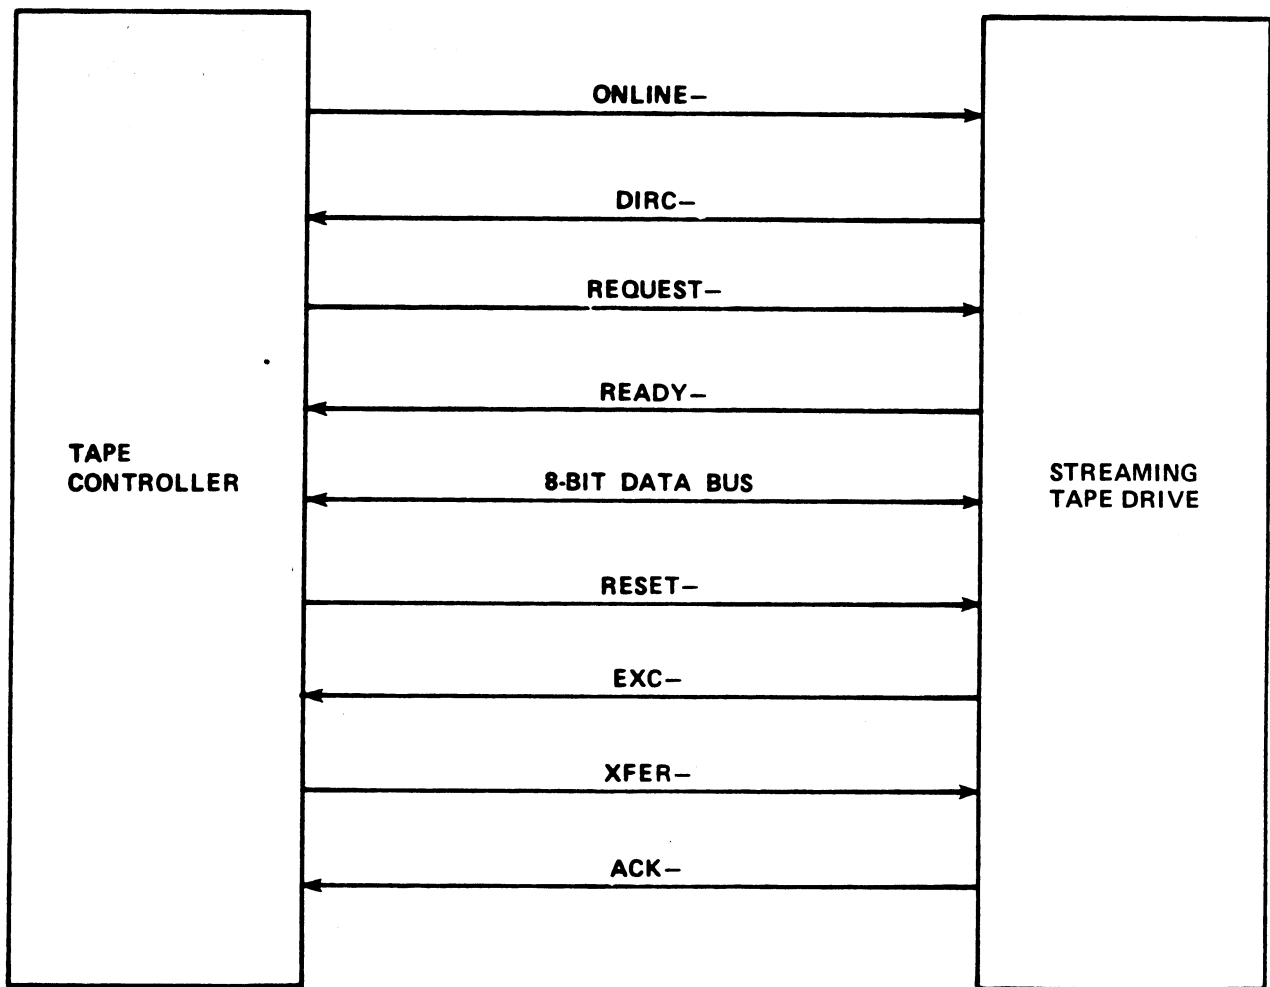 ONLINE–
DIRC–
REQUEST–
READY–
TAPE
CONTROLLER
8-BIT DATA BUS
STREAMING
TAPE DRIVE
RESET–
EXC–
XFER–
ACK–